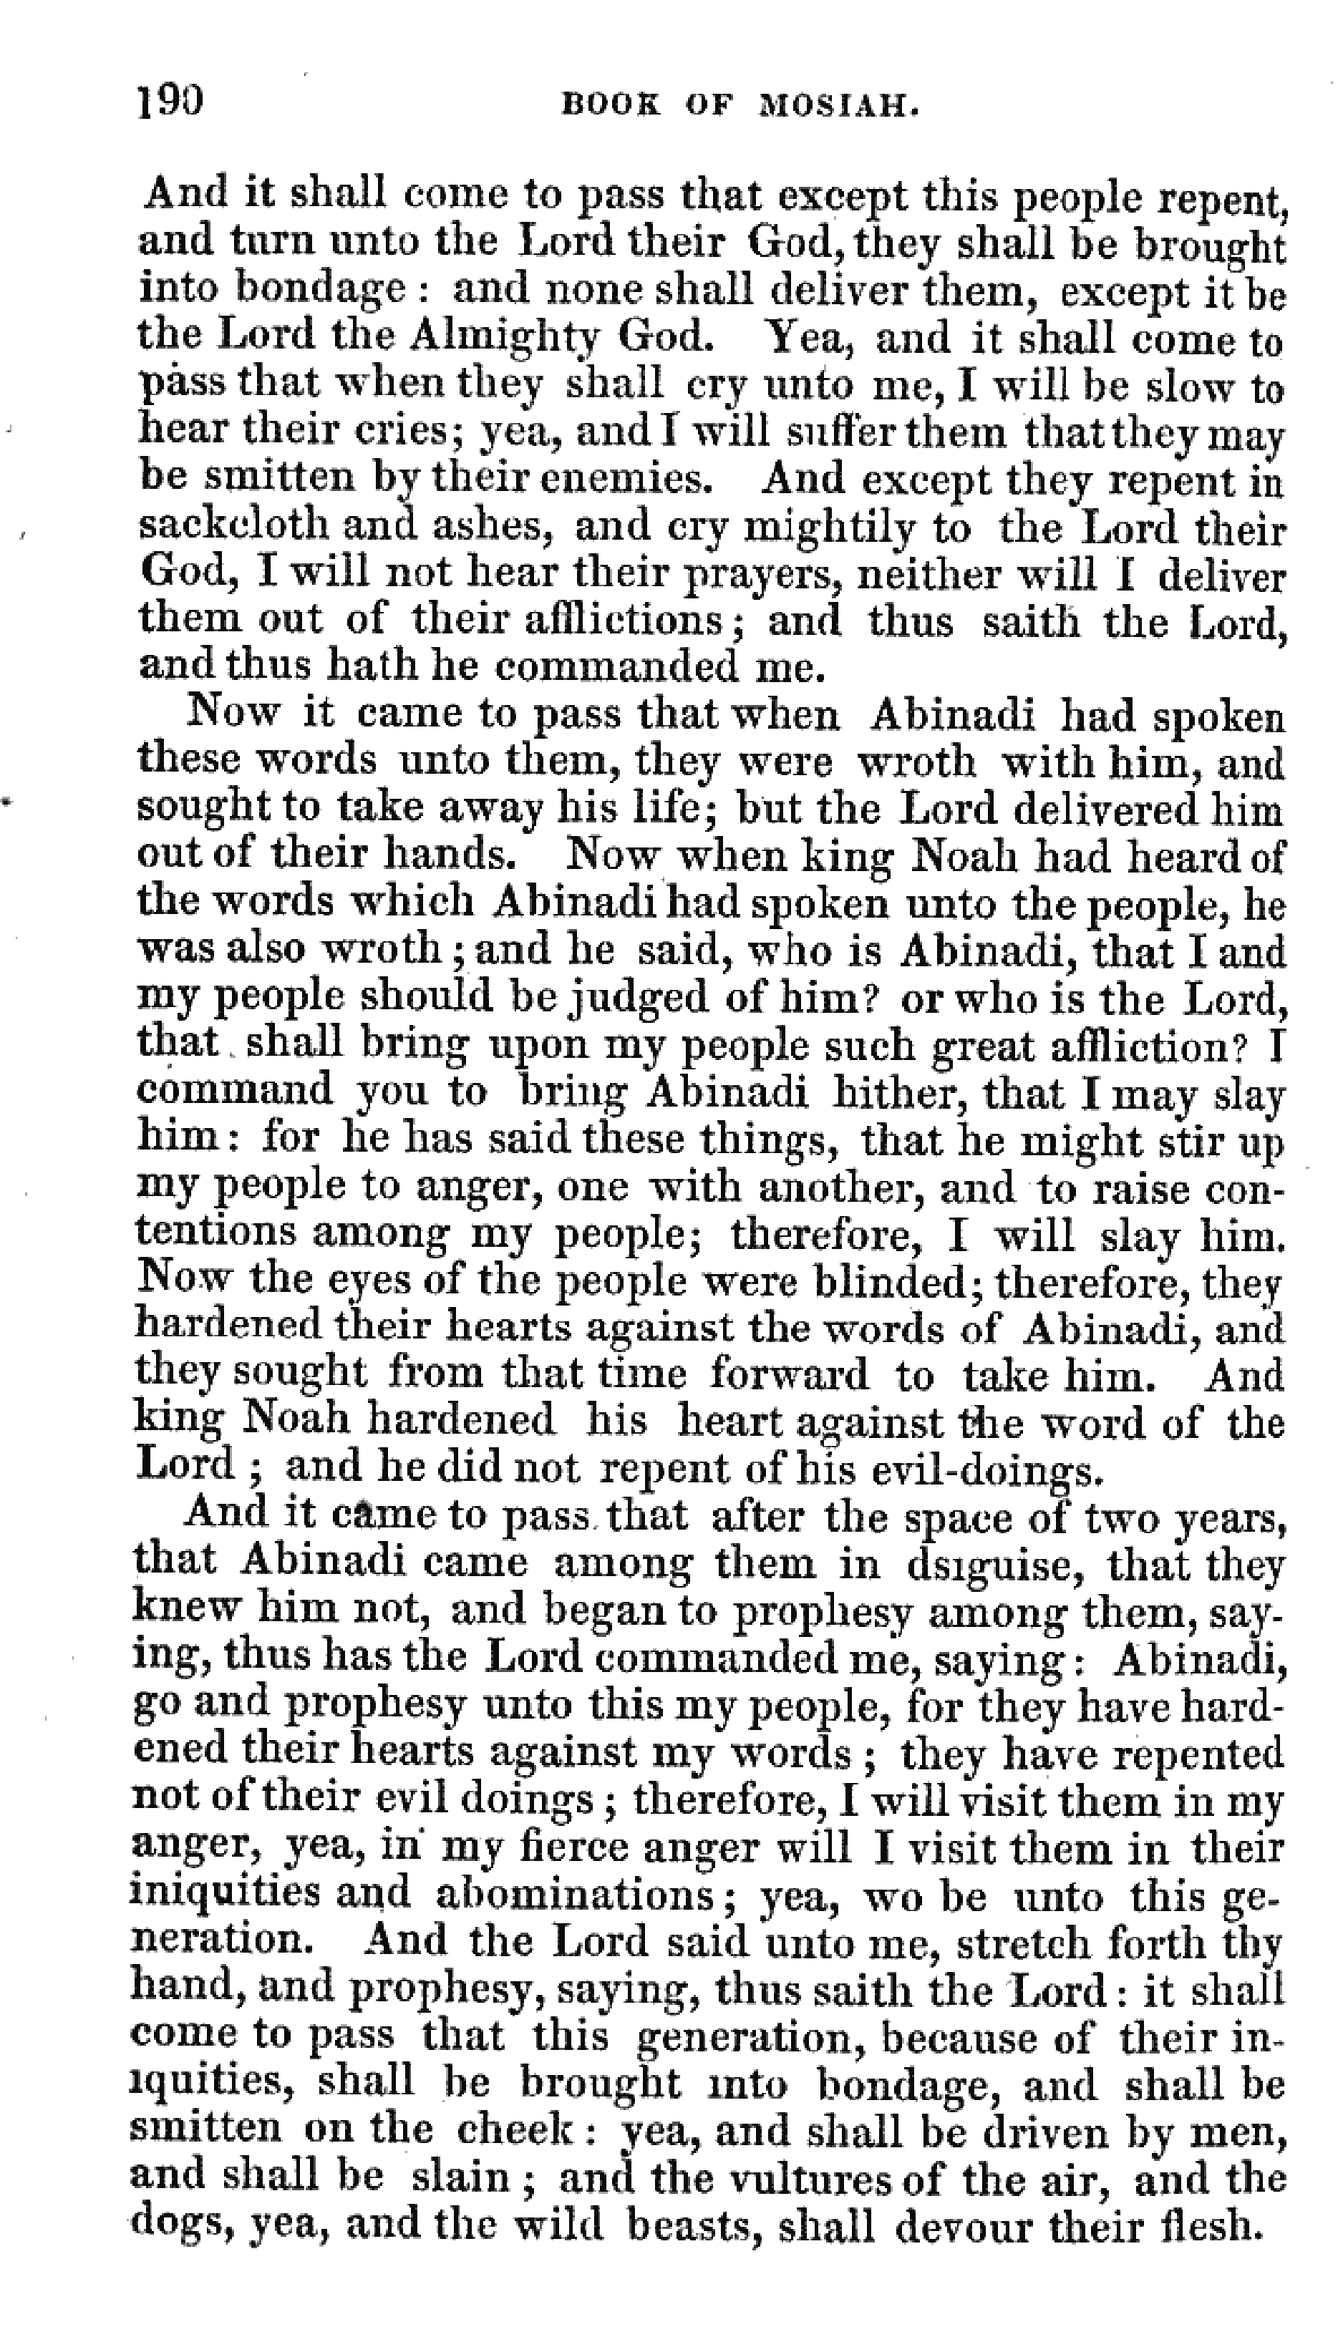 190 BOOK OF MOSIAH.
And it shall come to pass that except this people repent,
and turn unto the Lord their God, they shall be brought
into bondage : and none shall deliver them, except it be
the Lord the Almighty God. Yea, and it shall come to
pass that when they shall cry unto me, I will be slow to
hear their cries; yea, and I will suffer them that they may
be smitten by their enemies. And except they repent in
sackcloth and ashes, and cry mightily to the Lord their
God, I will not hear their prayers, neither will I deliver
them out of their afflictions; and thus saith the Lord,
and thus hath he commanded me.
Now it came to pass that when Abinadi had spoken
these words unto them, they were wroth with him, and
sought to take away his life; but the Lord delivered him
out of their hands. Now when king Noah had heard of
the words which Abinadi had spoken unto the people, he
was also wroth ; and he said, who is Abinadi, that I and
my people should be judged of him? or who is the Lord,
that shall bring upon my people such great affliction? I
command you to bring Abinadi hither, that I may slay
him: for he has said these things, that he might stir up
my people to anger, one with another, and to raise con-
tentions among my people; therefore, I will slay him.
Now the eyes of the people were blinded; therefore, they
hardened their hearts against the words of Abinadi, and
they sought from that time forward to take him. And
king Noah hardened his heart against the word of the
Lord ; and he did not repent of his evil-doings.
And it came to pass that after the space of two years,
that Abinadi came among them in dsiguise, that they
knew him not, and began to prophesy among them, say-
ing, thus has the Lord commanded me, saying: Abinadi,
go and prophesy unto this my people, for they have hard-
ened their hearts against my words ; they have repented
not of their evil doings ; therefore, I will visit them in my
anger, yea, in my fierce anger will I visit them in their
iniquities and abominations; yea, wo be unto this ge-
neration. And the Lord said unto me, stretch forth thy
hand, and prophesy, saying, thus saith the Lord: it shall
come to pass that this generation, because of their in-
iquities, shall be brought into bondage, and shall be
smitten on the cheek: yea, and shall be driven by men,
and shall be slain ; and the vultures of the air, and the
dogs, yea, and the wild beasts, shall devour their flesh.